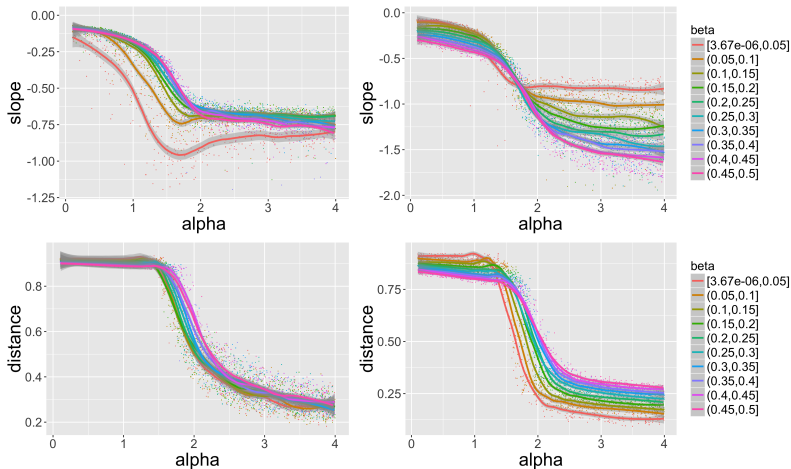 0.00
-0.25
-0.50
-0.75
-1.00
-1.25
slope
0 1 2 3 4
alpha
0.0
-0.5
-1.0
-1.5
-2.0
slope
0 1 2 3 4
alpha
beta
[3.67e-06,0.05]
(0.05,0.1]
(0.1,0.15]
(0.15,0.2]
(0.2,0.25]
(0.25,0.3]
(0.3,0.35]
(0.35,0.4]
(0.4,0.45]
(0.45,0.5]
0.8
0.6
0.4
0.2
distance
0 1 2 3 4
alpha
0.75
0.50
0.25
distance
0 1 2 3 4
alpha
beta
[3.67e-06,0.05]
(0.05,0.1]
(0.1,0.15]
(0.15,0.2]
(0.2,0.25]
(0.25,0.3]
(0.3,0.35]
(0.35,0.4]
(0.4,0.45]
(0.45,0.5]